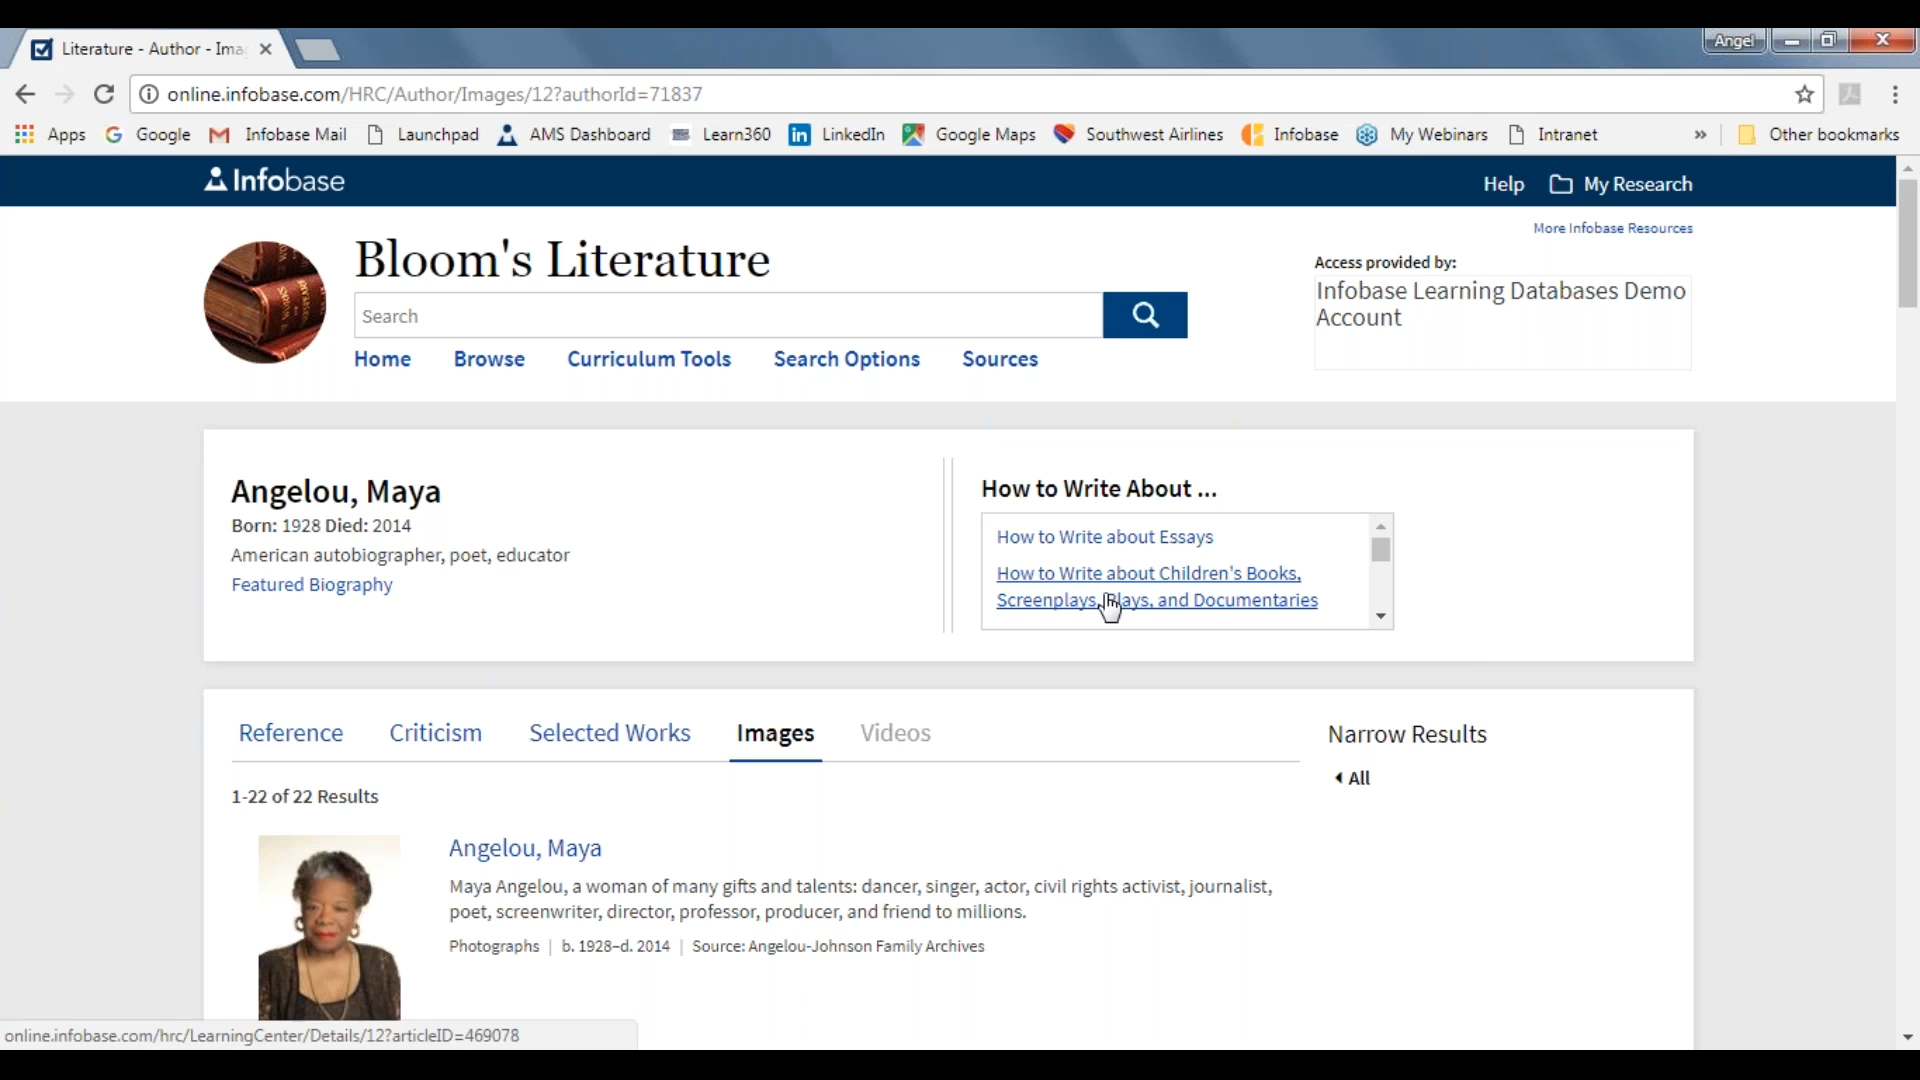 Literature - Author - Ima
Angel
online.infobase.com/HRC/Author/Images/12?authorId=71837
Apps Google Infobase Mail Launchpad AMS Dashboard Learn360 LinkedIn Google Maps Southwest Airlines Infobase My Webinars Intranet » Other bookmarks
Infobase
Help My Research
More Infobase Resources
Bloom's Literature
Access provided by:
Infobase Learning Databases Demo
Account
Search
Home Browse Curriculum Tools Search Options Sources
Angelou, Maya
Born: 1928 Died: 2014
American autobiographer, poet, educator
Featured Biography
How to Write About ...
How to Write about Essays
How to Write about Children's Books,
Screenplays, Plays, and Documentaries
Reference Criticism Selected Works Images Videos
Narrow Results
All
1-22 of 22 Results
Angelou, Maya
Maya Angelou, a woman of many gifts and talents: dancer, singer, actor, civil rights activist, journalist,
poet, screenwriter, director, professor, producer, and friend to millions.
Photographs | b. 1928–d. 2014 | Source: Angelou-Johnson Family Archives
online.infobase.com/hrc/LearningCenter/Details/12?articleID=469078